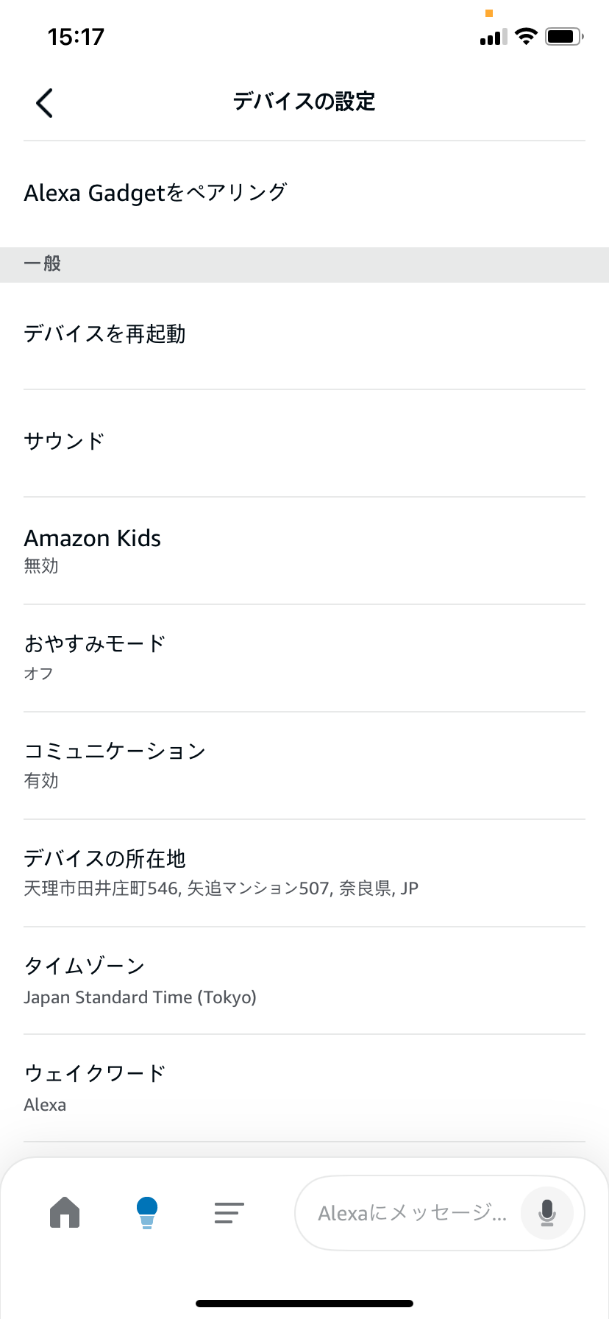 15:17
デバイスの設定
Alexa Gadgetをペアリング
一般
デバイスを再起動
サウンド
Amazon Kids
無効
おやすみモード
オフ
コミュニケーション
有効
デバイスの所在地
天理市田井庄町546, 矢追マンション507, 奈良県, JP
タイムゾーン
Japan Standard Time (Tokyo)
ウェイクワード
Alexa
Alexaにメッセージ...